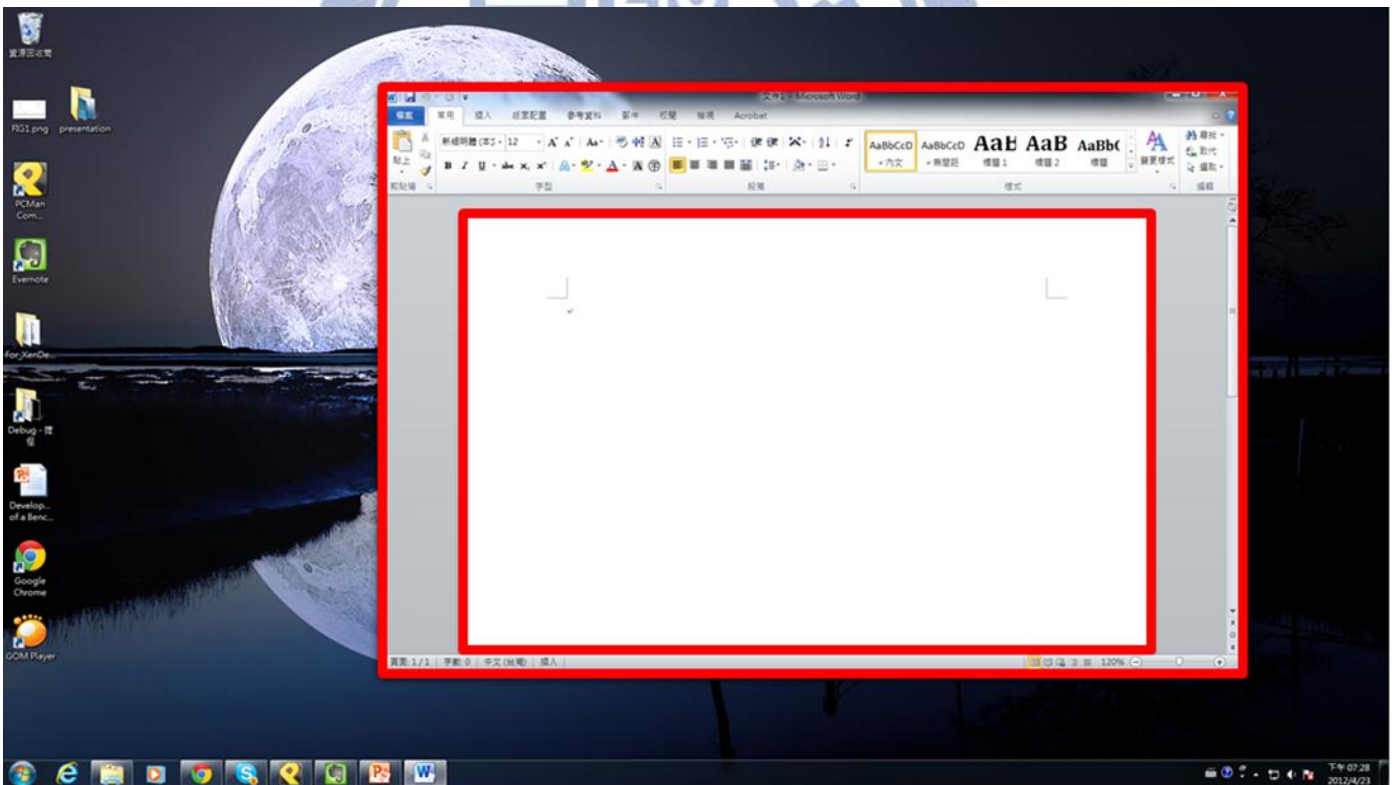 資源回收筒
FIG1.png
presentation
PCMan
Com...
Evernote
For_XenDe...
Debug - 捷
徑
Develop...
of a Benc...
Google
Chrome
GOM Player
文件1 - Microsoft Word
檔案 常用 插入 版面配置 參考資料 郵件 校閱 檢視 Acrobat
新細明體 (本3 12 A A Aa A
B I U abc x, x' A A
貼上
AaBbCcD AaBbCcD AaB AaBbC
內文 無間距 標題 1 標題 2 標題
變更樣式
尋找
取代
選取
剪貼簿 字型 段落 樣式 編輯
頁面: 1/1 字數: 0 中文(台灣) 插入 120%
下午 07:28
2012/4/23